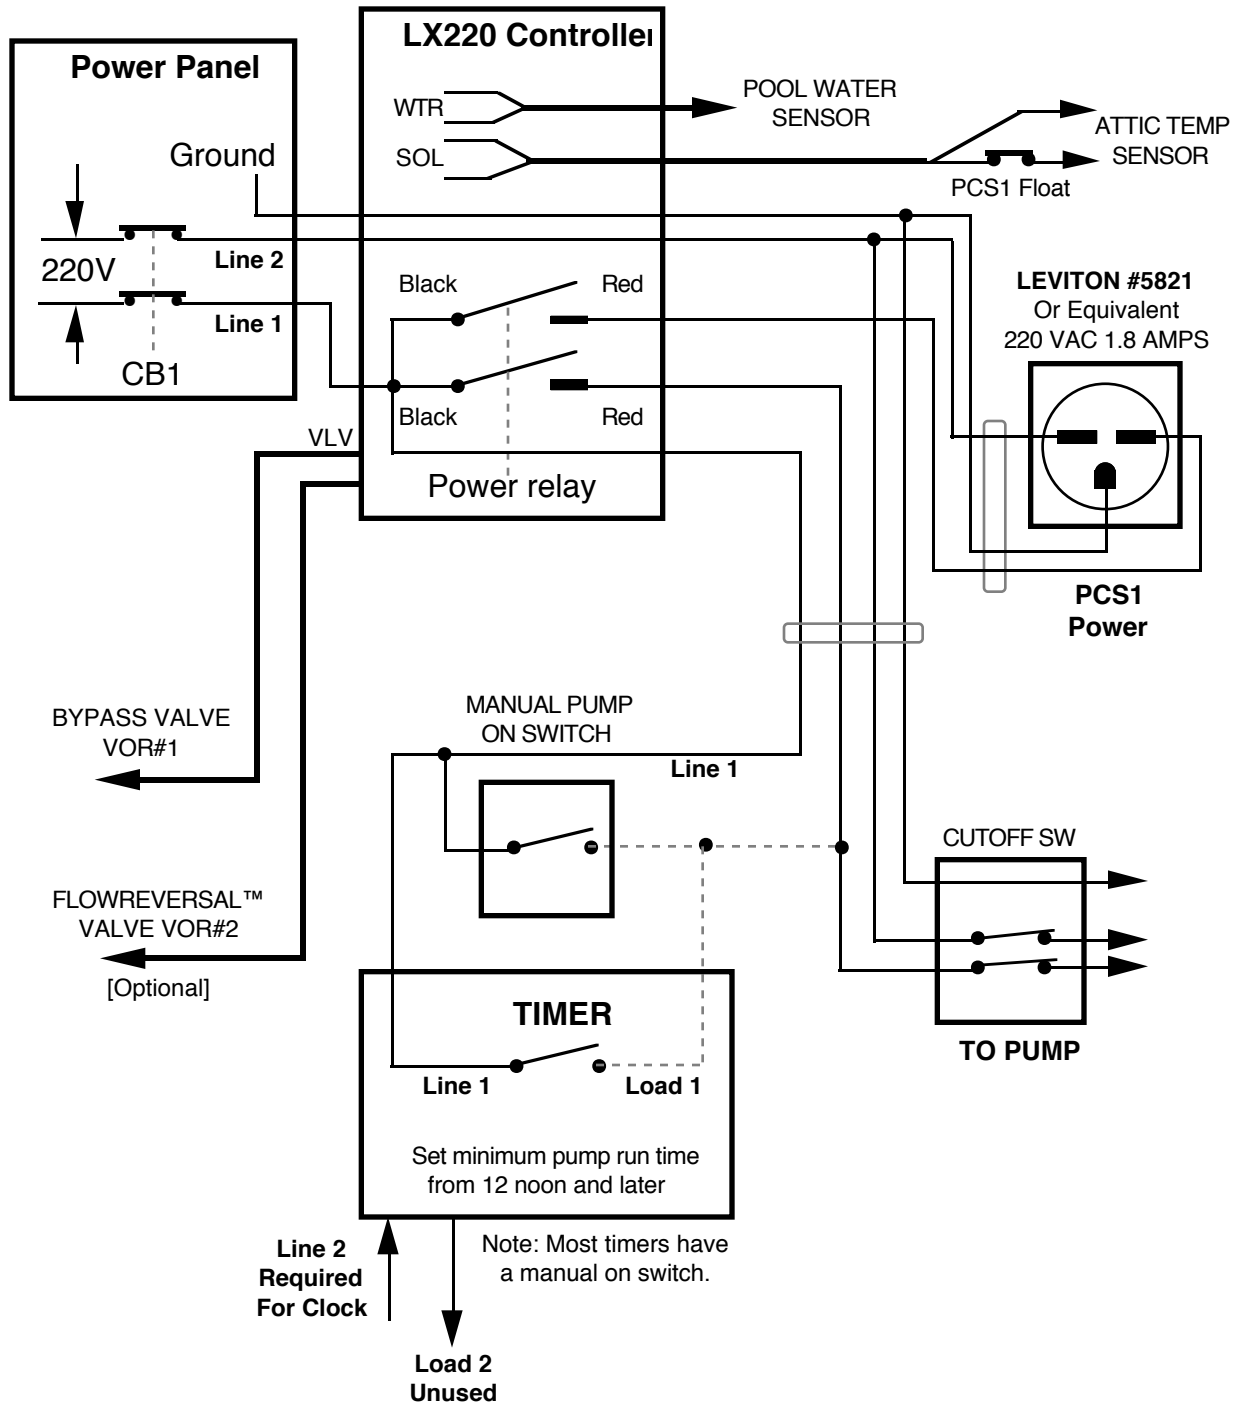 LX220 Controller
Power Panel
WTR
POOL WATER
SENSOR
ATTIC TEMP
SENSOR
SOL
PCS1 Float
Ground
Line 2
220V
Line 1
CB1
Black
Red
Black
Red
Power relay
LEVITON #5821
Or Equivalent
220 VAC 1.8 AMPS
PCS1
Power
VLV
BYPASS VALVE
VOR#1
MANUAL PUMP
ON SWITCH
Line 1
FLOWREVERSAL™
VALVE VOR#2
[Optional]
CUTOFF SW
TO PUMP
TIMER
Line 1
Load 1
Set minimum pump run time
from 12 noon and later
Line 2
Required
For Clock
Note: Most timers have
a manual on switch.
Load 2
Unused